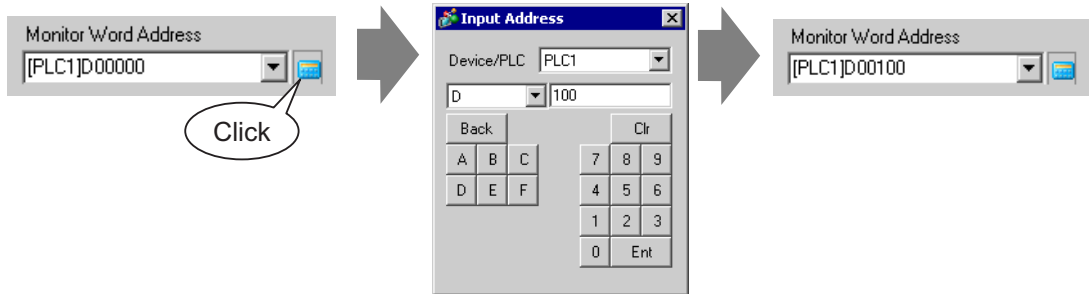 Monitor Word Address
[PLC1]D00000
Click
Input Address
Device/PLC PLC1
D 100
Back Clr
A B C 7 8 9
D E F 4 5 6
1 2 3
0 Ent
Monitor Word Address
[PLC1]D00100